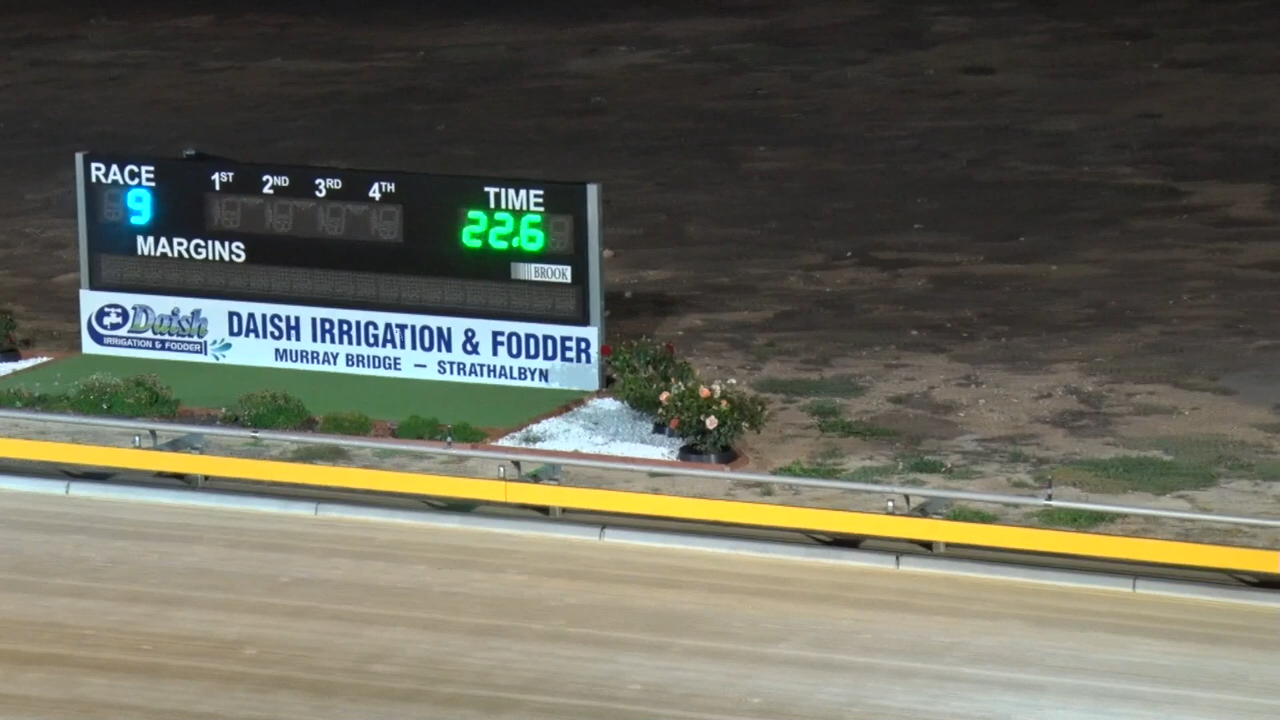 RACE 1ST 2ND 3RD 4TH TIME
9 22.6
MARGINS
BROOK
Daish
IRRIGATION & FODDER
DAISH IRRIGATION & FODDER
MURRAY BRIDGE – STRATHALBYN